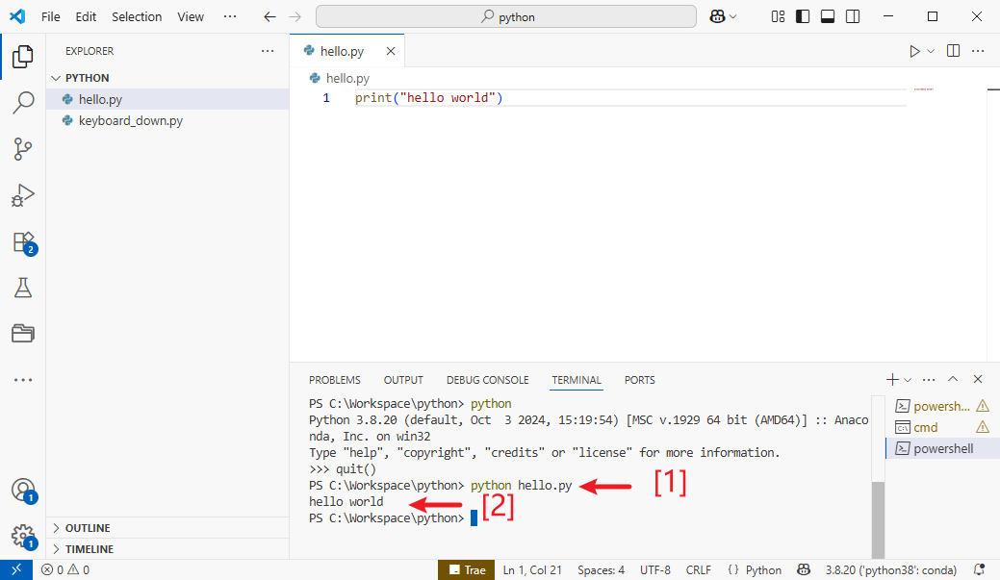 File Edit Selection View ··· python
EXPLORER ···
PYTHON
hello.py
keyboard_down.py
2
1
1
OUTLINE
TIMELINE
hello.py
hello.py
1 print("hello world")
PROBLEMS OUTPUT DEBUG CONSOLE TERMINAL PORTS
PS C:\Workspace\python> python
Python 3.8.20 (default, Oct  3 2024, 15:19:54) [MSC v.1929 64 bit (AMD64)] :: Anaco
nda, Inc. on win32
Type "help", "copyright", "credits" or "license" for more information.
>>> quit()
PS C:\Workspace\python> python hello.py [1]
hello world [2]
PS C:\Workspace\python>
powersh...
cmd
powershell
0 0 Trae Ln 1, Col 21 Spaces: 4 UTF-8 CRLF {} Python 3.8.20 ('python38': conda)